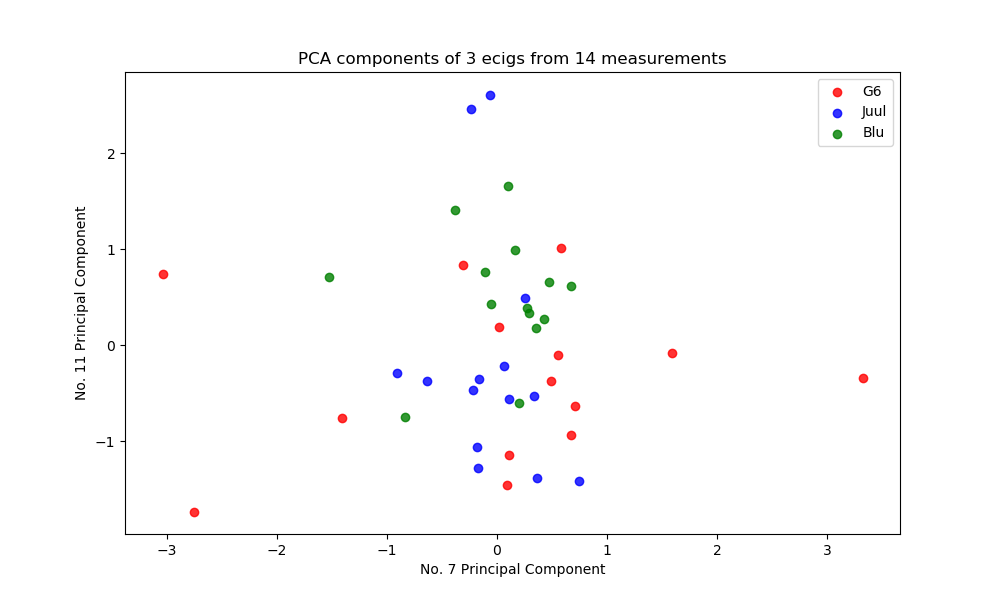 PCA components of 3 ecigs from 14 measurements
G6
Juul
Blu
No. 11 Principal Component
2
1
0
−1
−3
−2
−1
0
1
2
3
No. 7 Principal Component